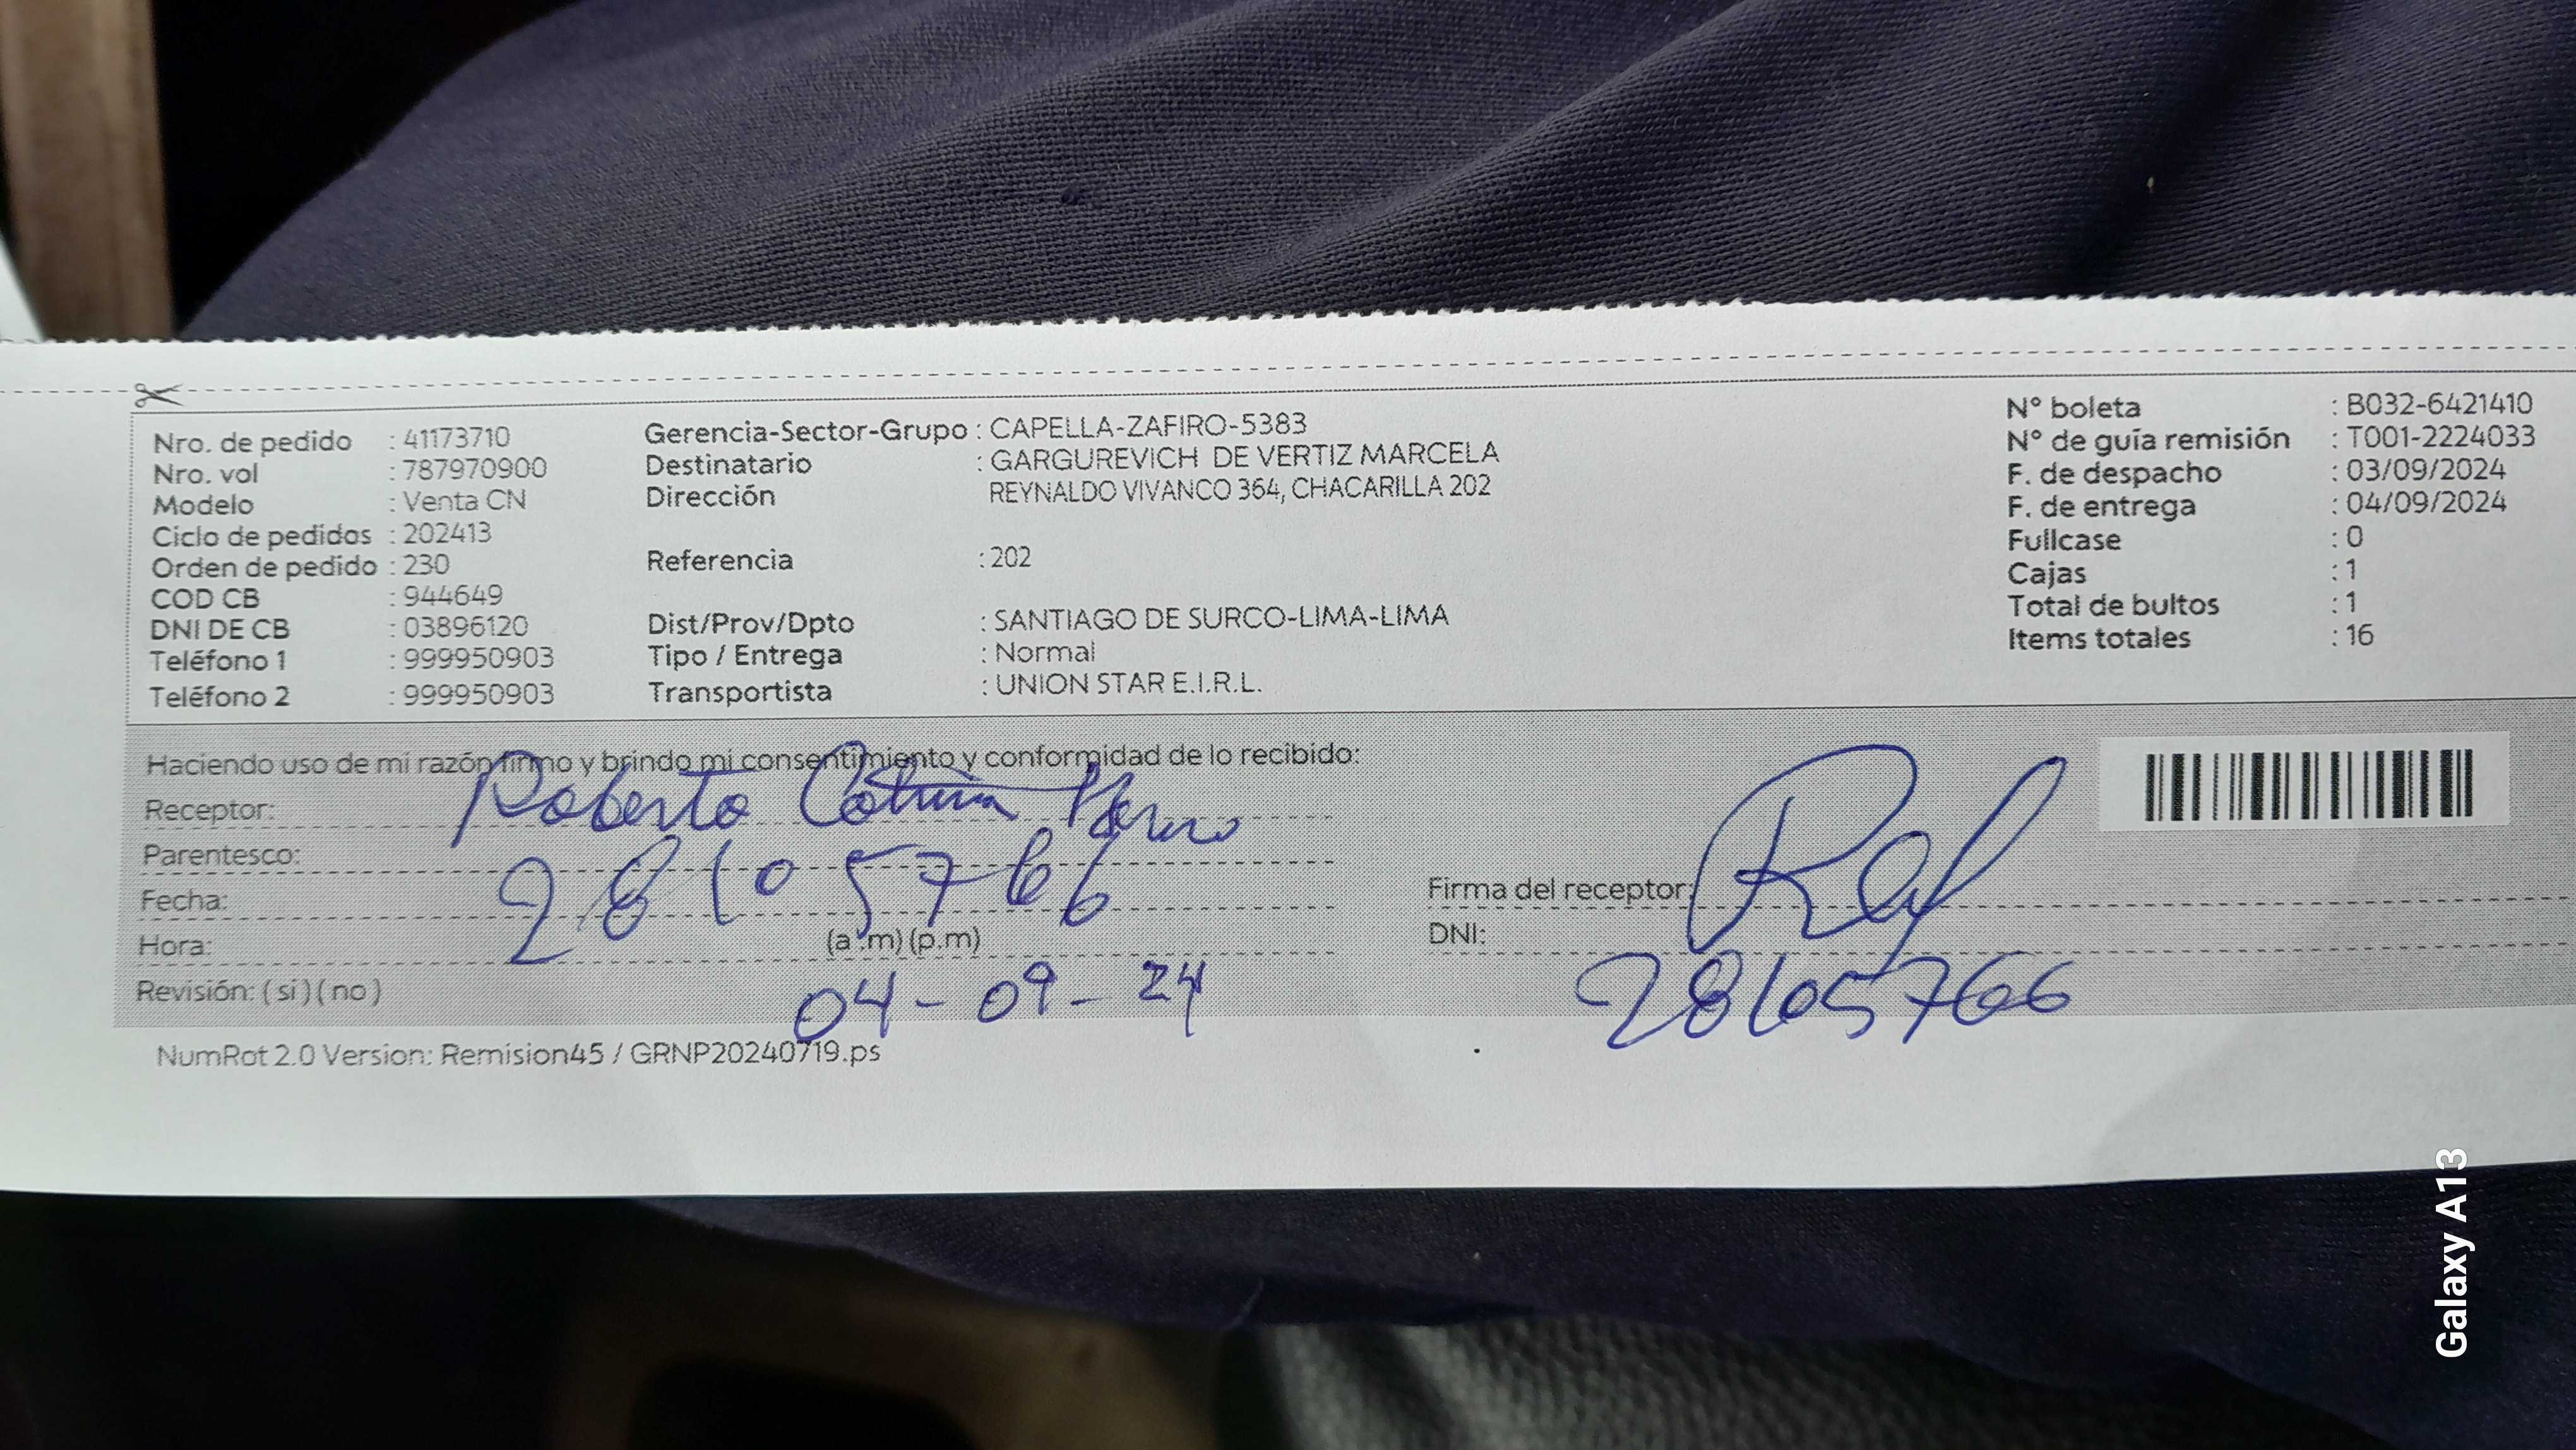 Nro. de pedido : 41173710
Nro. vol : 787970900
Modelo : Venta CN
Ciclo de pedidos : 202413
Orden de pedido : 230
COD CB : 944649
DNI DE CB : 03896120
Teléfono 1 : 999950903
Teléfono 2 : 999950903
Gerencia-Sector-Grupo : CAPELLA-ZAFIRO-5383
Destinatario : GARGUREVICH DE VERTIZ MARCELA
Dirección REYNALDO VIVANCO 364, CHACARILLA 202
Referencia : 202
Dist/Prov/Dpto : SANTIAGO DE SURCO-LIMA-LIMA
Tipo / Entrega : Normal
Transportista : UNION STAR E.I.R.L.
N° boleta : B032-6421410
N° de guía remisión : T001-2224033
F. de despacho : 03/09/2024
F. de entrega : 04/09/2024
Fullcase : 0
Cajas : 1
Total de bultos : 1
Items totales : 16
Haciendo uso de mi razón firmo y brindo mi consentimiento y conformidad de lo recibido:
Receptor: Roberto
Parentesco:
28105766
Fecha:
Hora: (a.m)(p.m)
Revisión: (si)(no)
04-09-24
Firma del receptor:
DNI:
28105766
NumRot 2.0 Version: Remision45 / GRNP20240719.ps
Galaxy A13